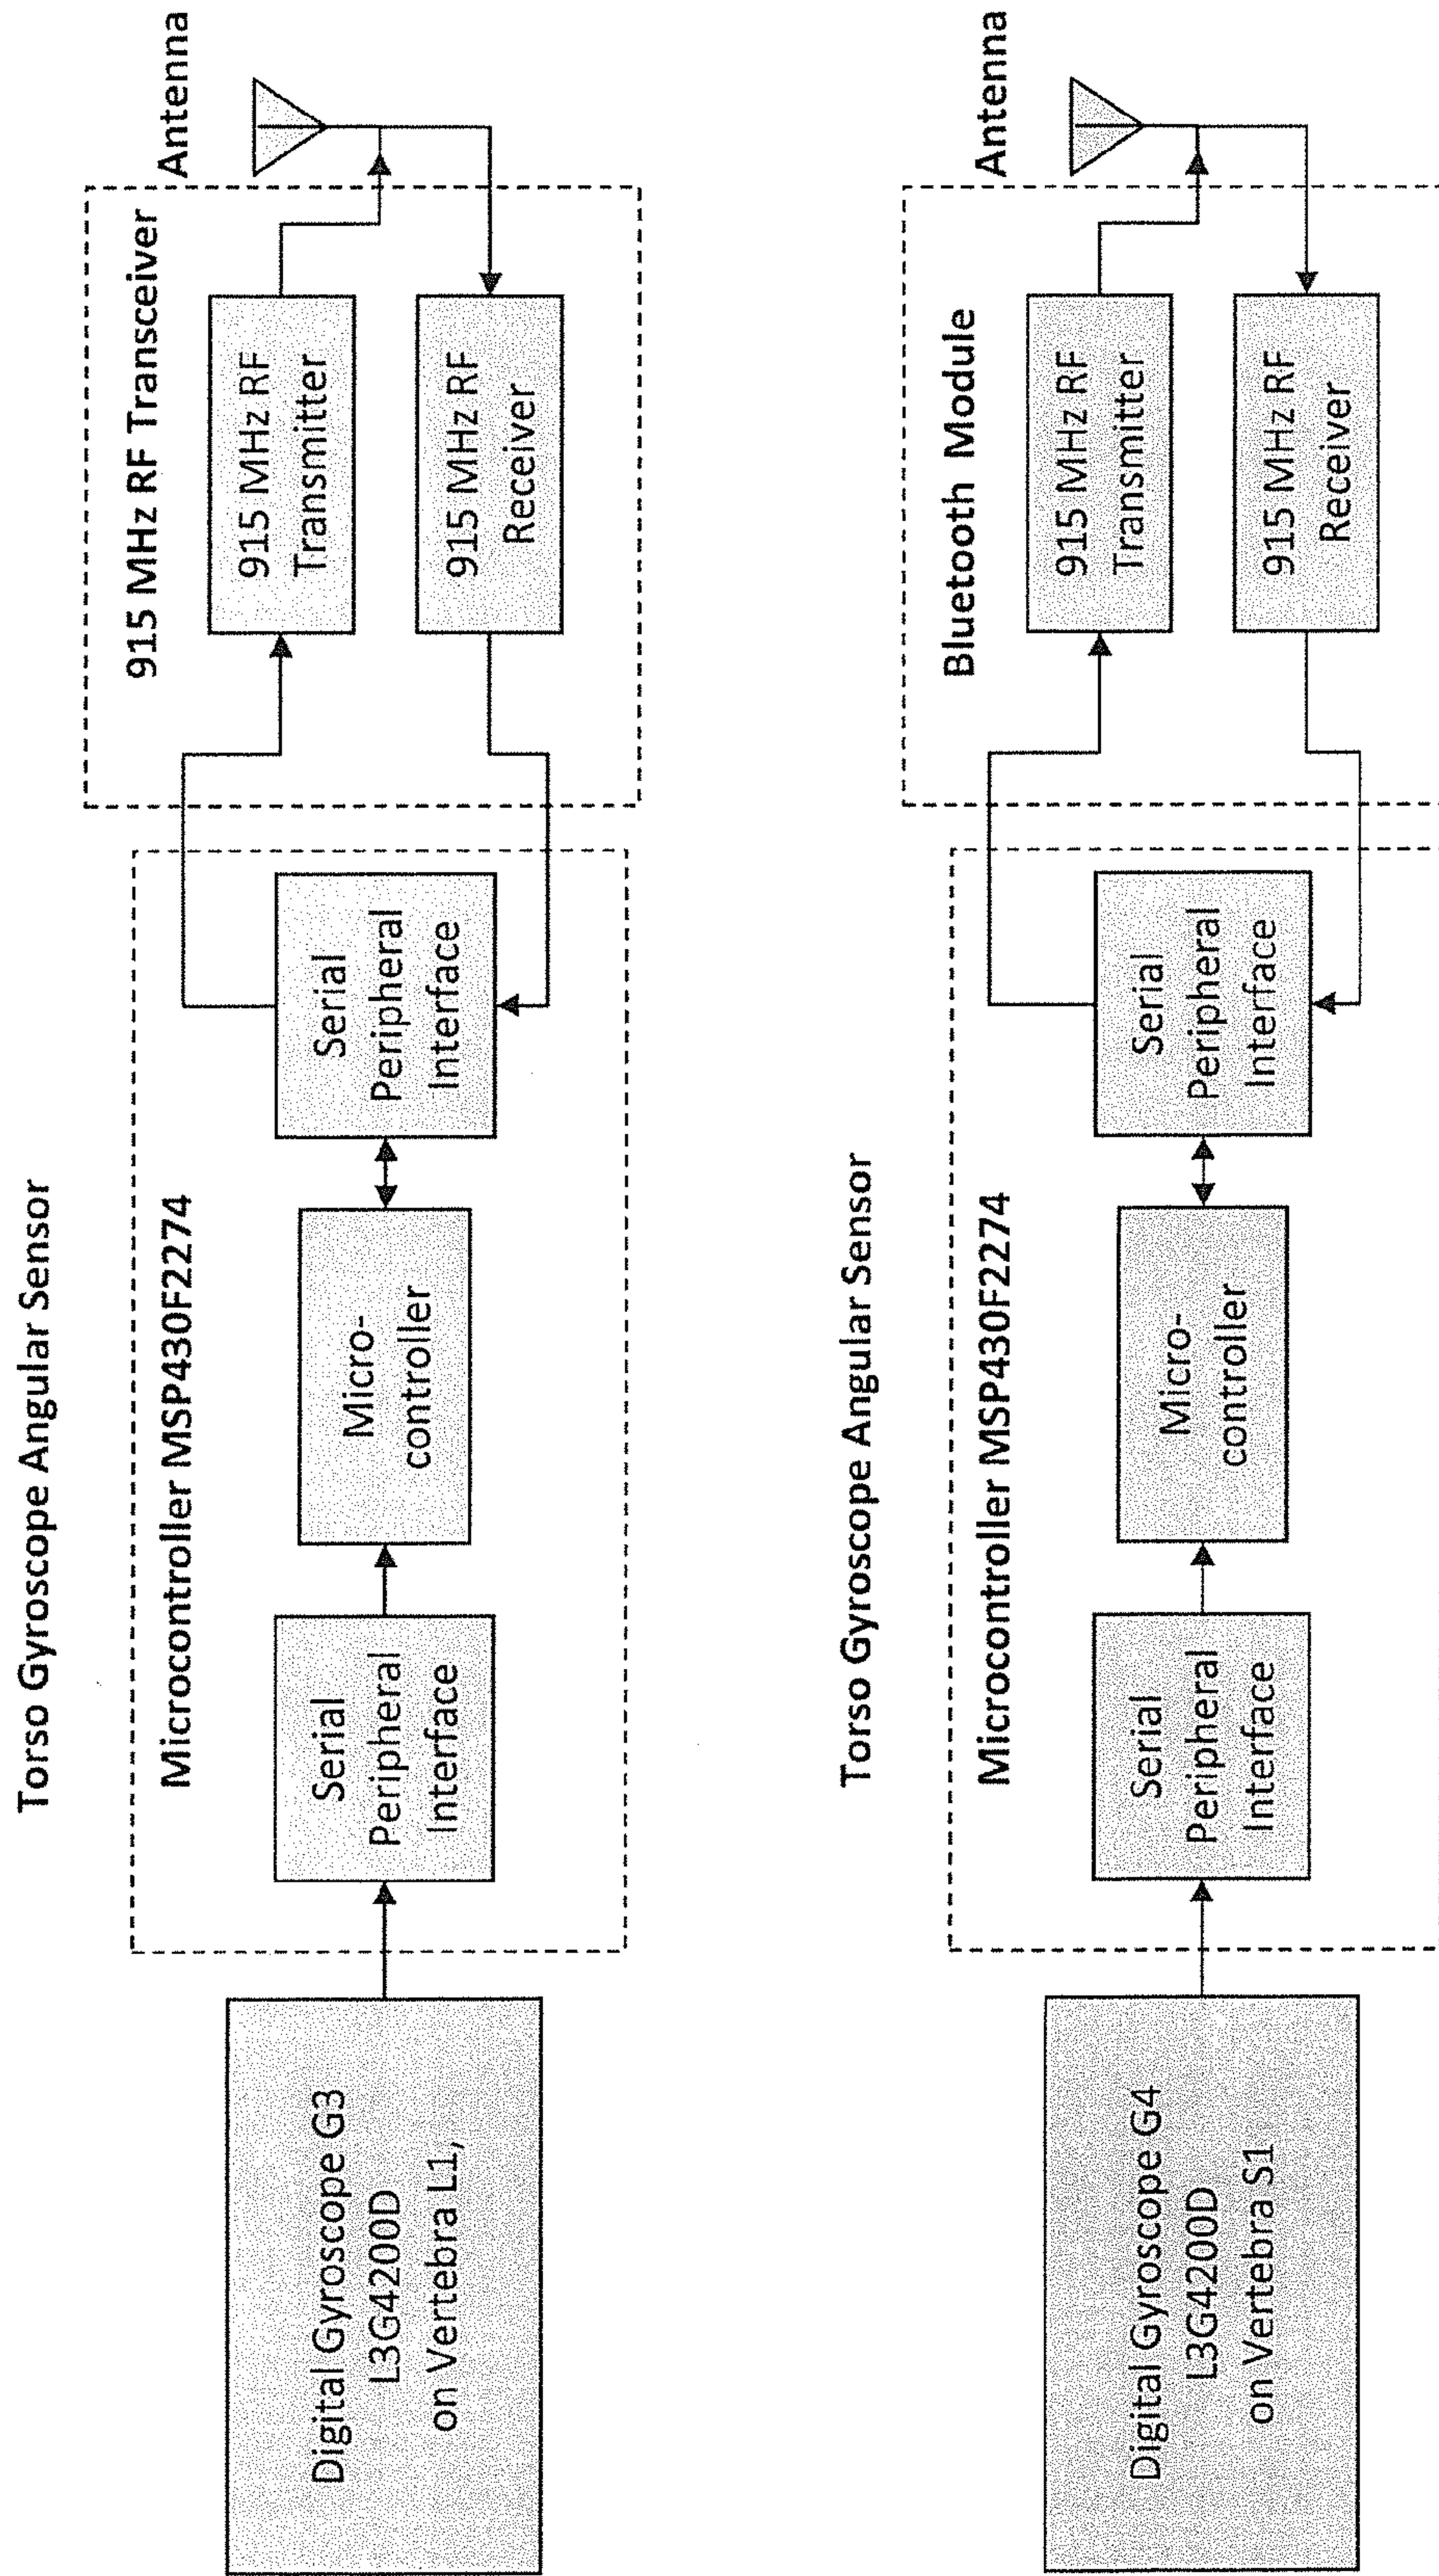 Torso Gyroscope Angular Sensor
Digital Gyroscope G3
L3G4200D
on Vertebra L1,
Microcontroller MSP430F2274
Serial
Peripheral
Interface
Micro-
controller
Serial
Peripheral
Interface
915 MHz RF Transceiver
915 MHz RF
Transmitter
915 MHz RF
Receiver
Antenna
Torso Gyroscope Angular Sensor
Digital Gyroscope G4
L3G4200D
on Vertebra S1
Microcontroller MSP430F2274
Serial
Peripheral
Interface
Micro-
controller
Serial
Peripheral
Interface
Bluetooth Module
915 MHz RF
Transmitter
915 MHz RF
Receiver
Antenna